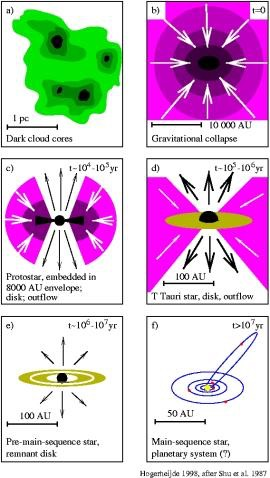 a)
1 pc
Dark cloud cores
b)
t=0
10 000 AU
Gravitational collapse
c)
t~10⁴-10⁵yr
Protostar, embedded in
8000 AU envelope;
disk; outflow
d)
t~10⁵-10⁶yr
100 AU
T Tauri star, disk, outflow
e)
t~10⁶-10⁷yr
100 AU
Pre-main-sequence star,
remnant disk
f)
t>10⁷yr
50 AU
Main-sequence star,
planetary system (?)
Hogerheijde 1998, after Shu et al. 1987